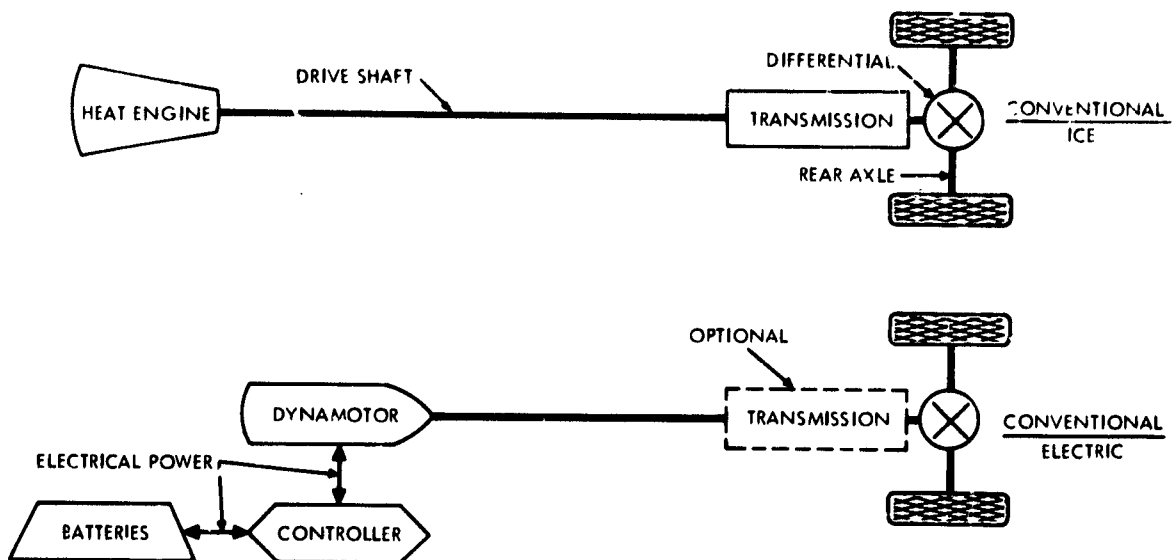 DRIVE SHAFT
DIFFERENTIAL
HEAT ENGINE
TRANSMISSION
CONVENTIONAL
ICE
REAR AXLE
OPTIONAL
DYNAMOTOR
TRANSMISSION
CONVENTIONAL
ELECTRIC
ELECTRICAL POWER
BATTERIES
CONTROLLER